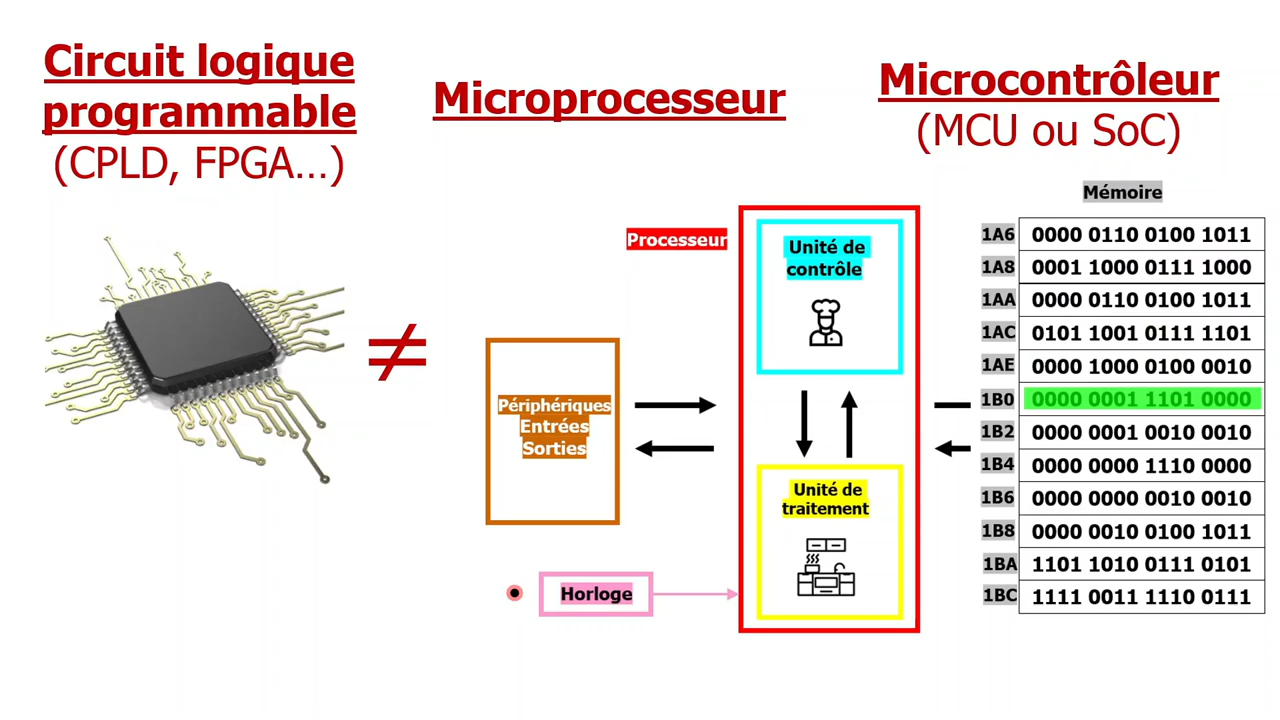 Circuit logique
programmable
(CPLD, FPGA...)
Microprocesseur
Microcontrôleur
(MCU ou SoC)
≠
Périphériques
Entrées
Sorties
Horloge
Processeur
Unité de
contrôle
Unité de
traitement
Mémoire
1A6 0000 0110 0100 1011
1A8 0001 1000 0111 1000
1AA 0000 0110 0100 1011
1AC 0101 1001 0111 1101
1AE 0000 1000 0100 0010
1B0 0000 0001 1101 0000
1B2 0000 0001 0010 0010
1B4 0000 0000 1110 0000
1B6 0000 0000 0010 0010
1B8 0000 0010 0100 1011
1BA 1101 1010 0111 0101
1BC 1111 0011 1110 0111